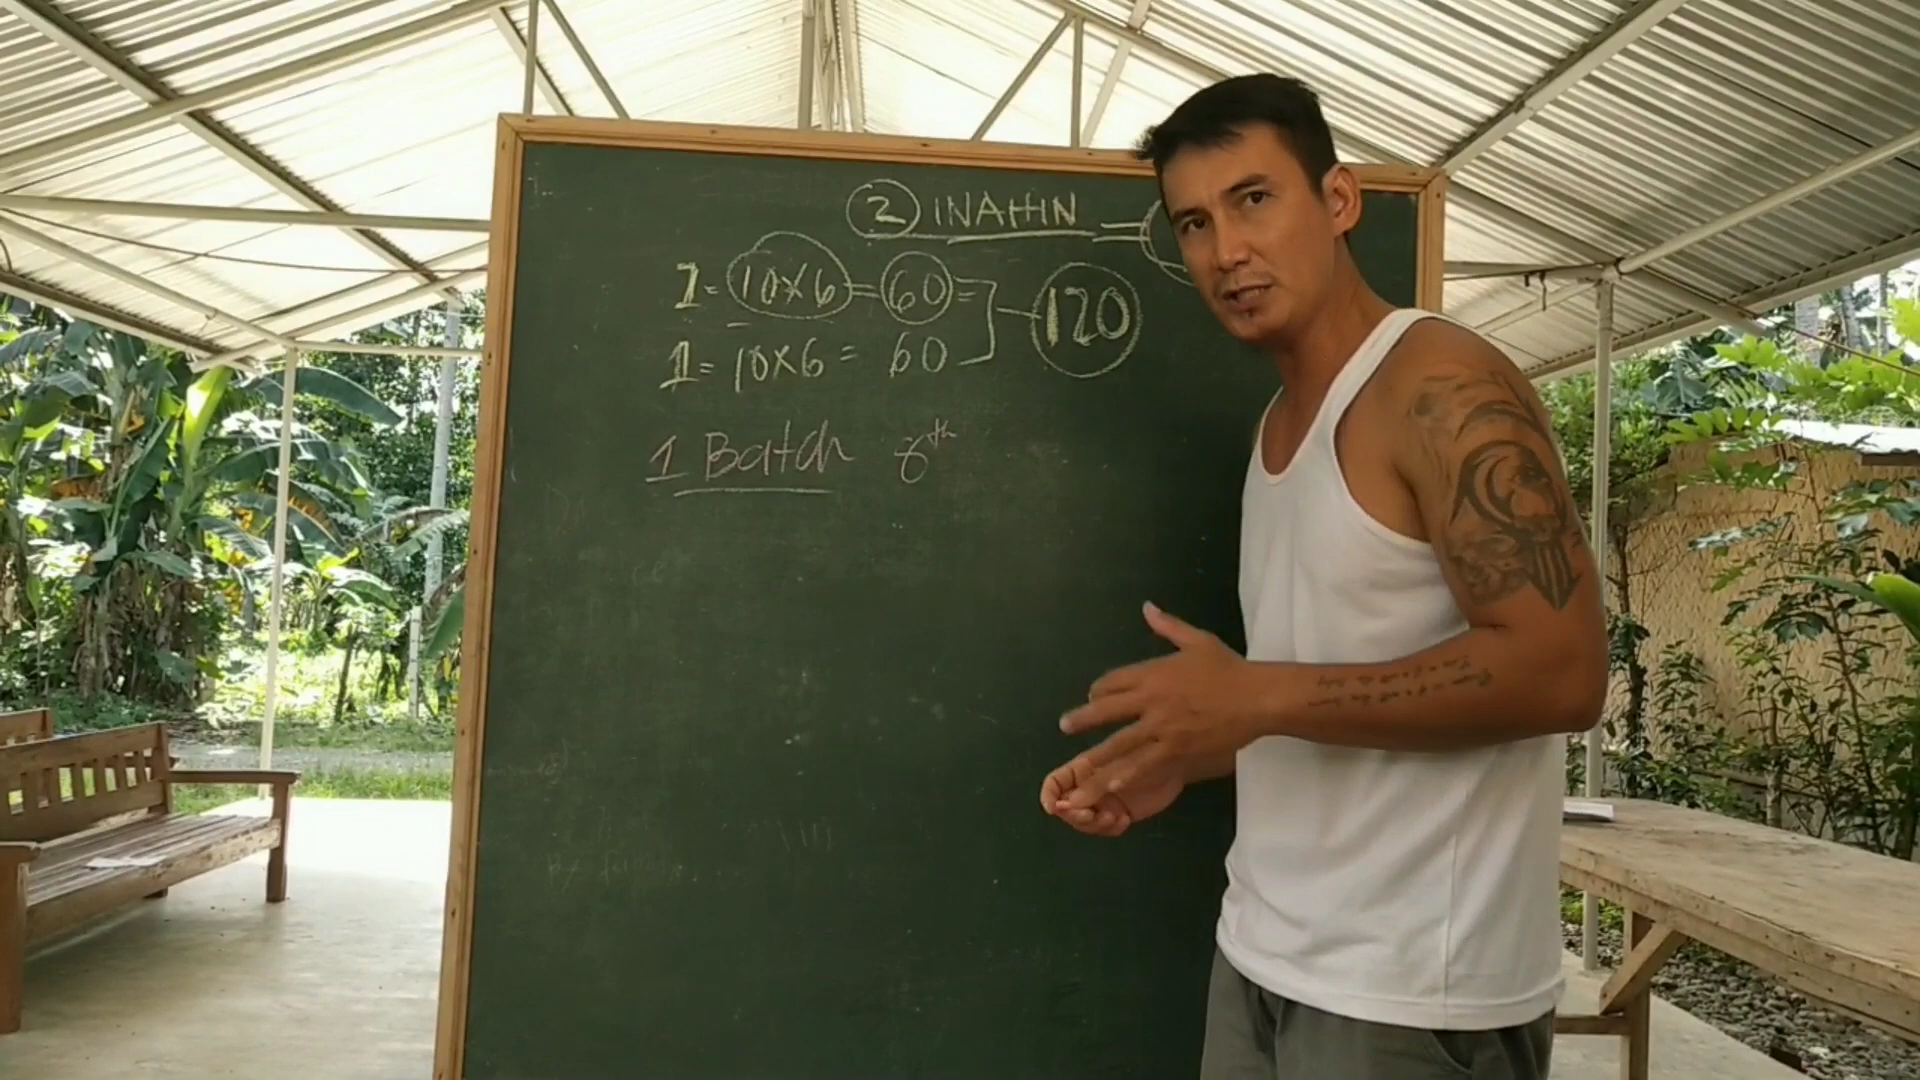 2 INAHIN =
1 = 10x6 = 60 = 120
1 = 10x6 = 60
1 Batch 8th